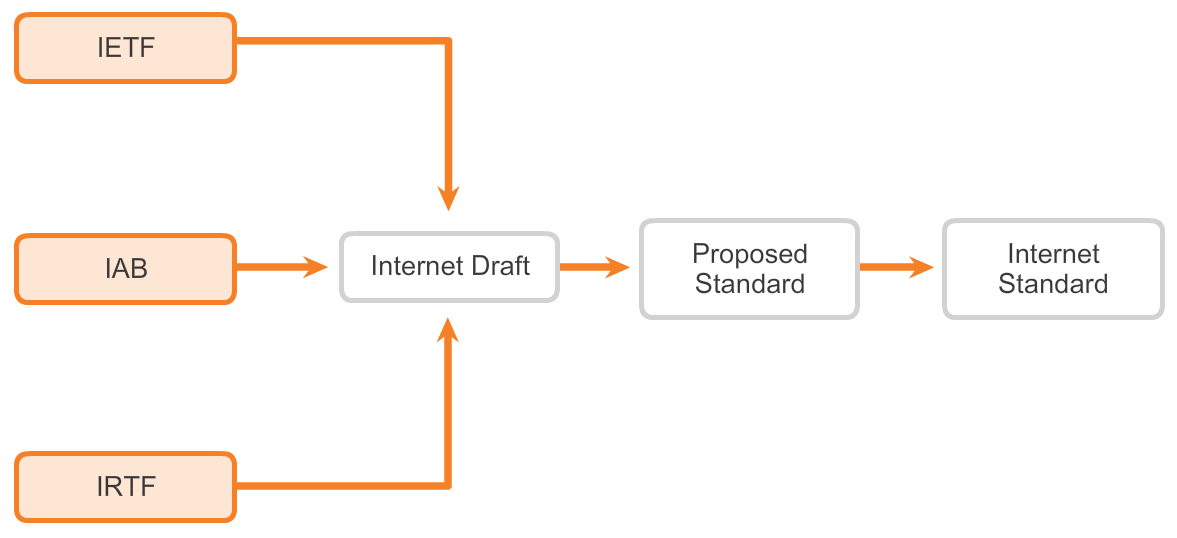 IETF
IAB
Internet Draft
Proposed
Standard
Internet
Standard
IRTF